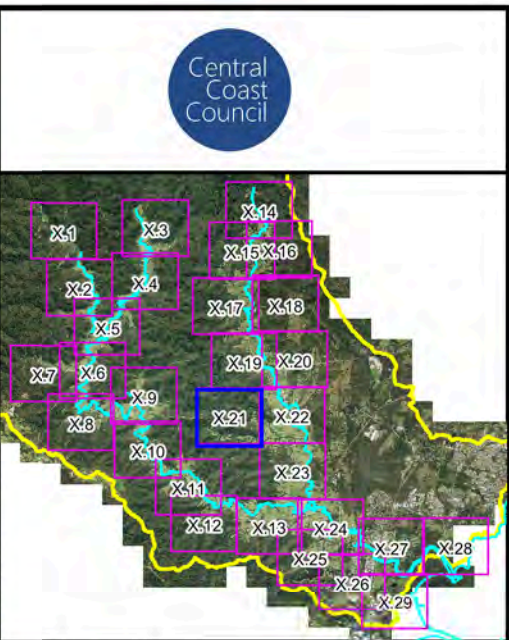 Central
Coast
Council
X.14
X.1
X.3
X.15
X.16
X.2
X.4
X.17
X.18
X.5
X.19
X.20
X.7
X.6
X.9
X.21
X.22
X.8
X.10
X.23
X.11
X.12
X.13
X.24
X.27
X.28
X.25
X.26
X.29